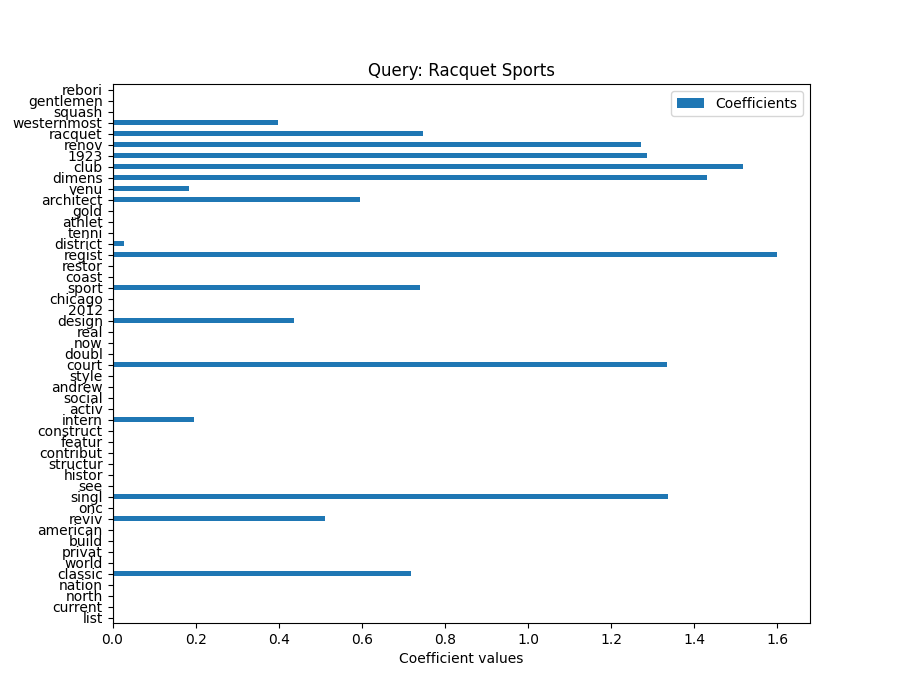 Query: Racquet Sports
Coefficients
rebori
gentlemen
squash
westernmost
racquet
renov
1923
club
dimens
venu
architect
gold
athlet
tenni
district
regist
restor
coast
sport
chicago
2012
design
real
now
doubl
court
style
andrew
social
activ
intern
construct
featur
contribut
structur
histor
see
singl
onc
reviv
american
build
privat
world
classic
nation
north
current
list
0.0 0.2 0.4 0.6 0.8 1.0 1.2 1.4 1.6
Coefficient values